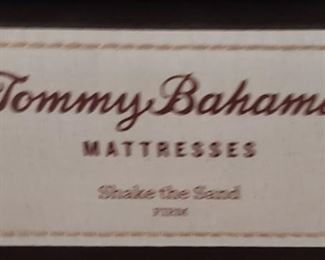 Tommy Bahama
MATTRESSES
Shake the Sand
FIRM